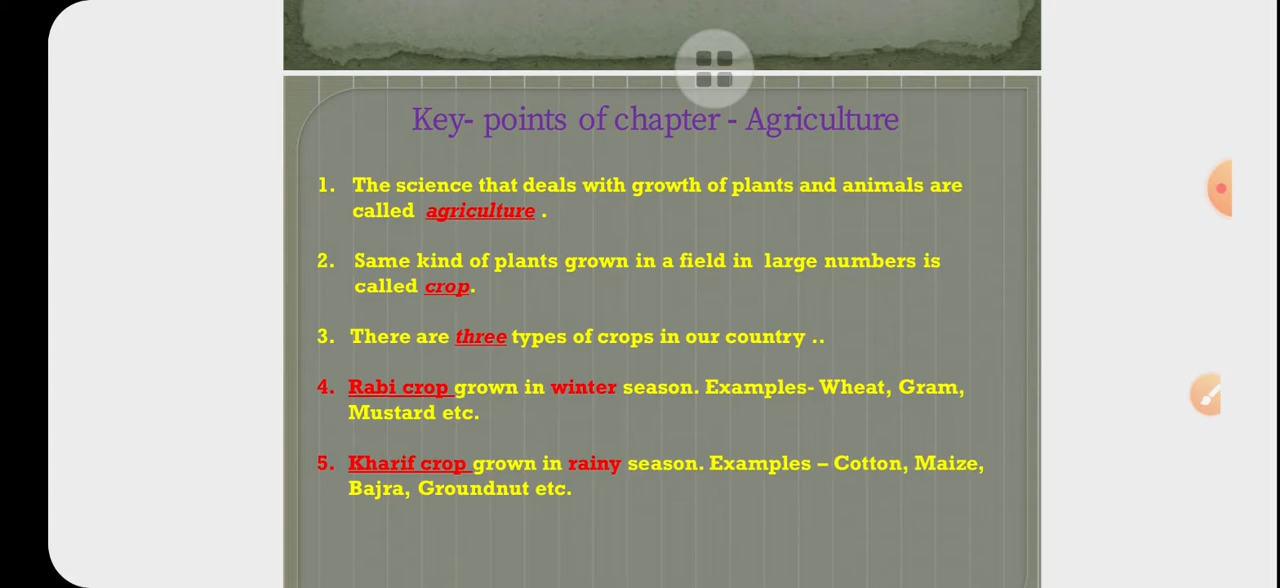 Key- points of chapter - Agriculture
1. The science that deals with growth of plants and animals are
called agriculture .
2. Same kind of plants grown in a field in large numbers is
called crop.
3. There are three types of crops in our country ..
4. Rabi crop grown in winter season. Examples- Wheat, Gram,
Mustard etc.
5. Kharif crop grown in rainy season. Examples – Cotton, Maize,
Bajra, Groundnut etc.